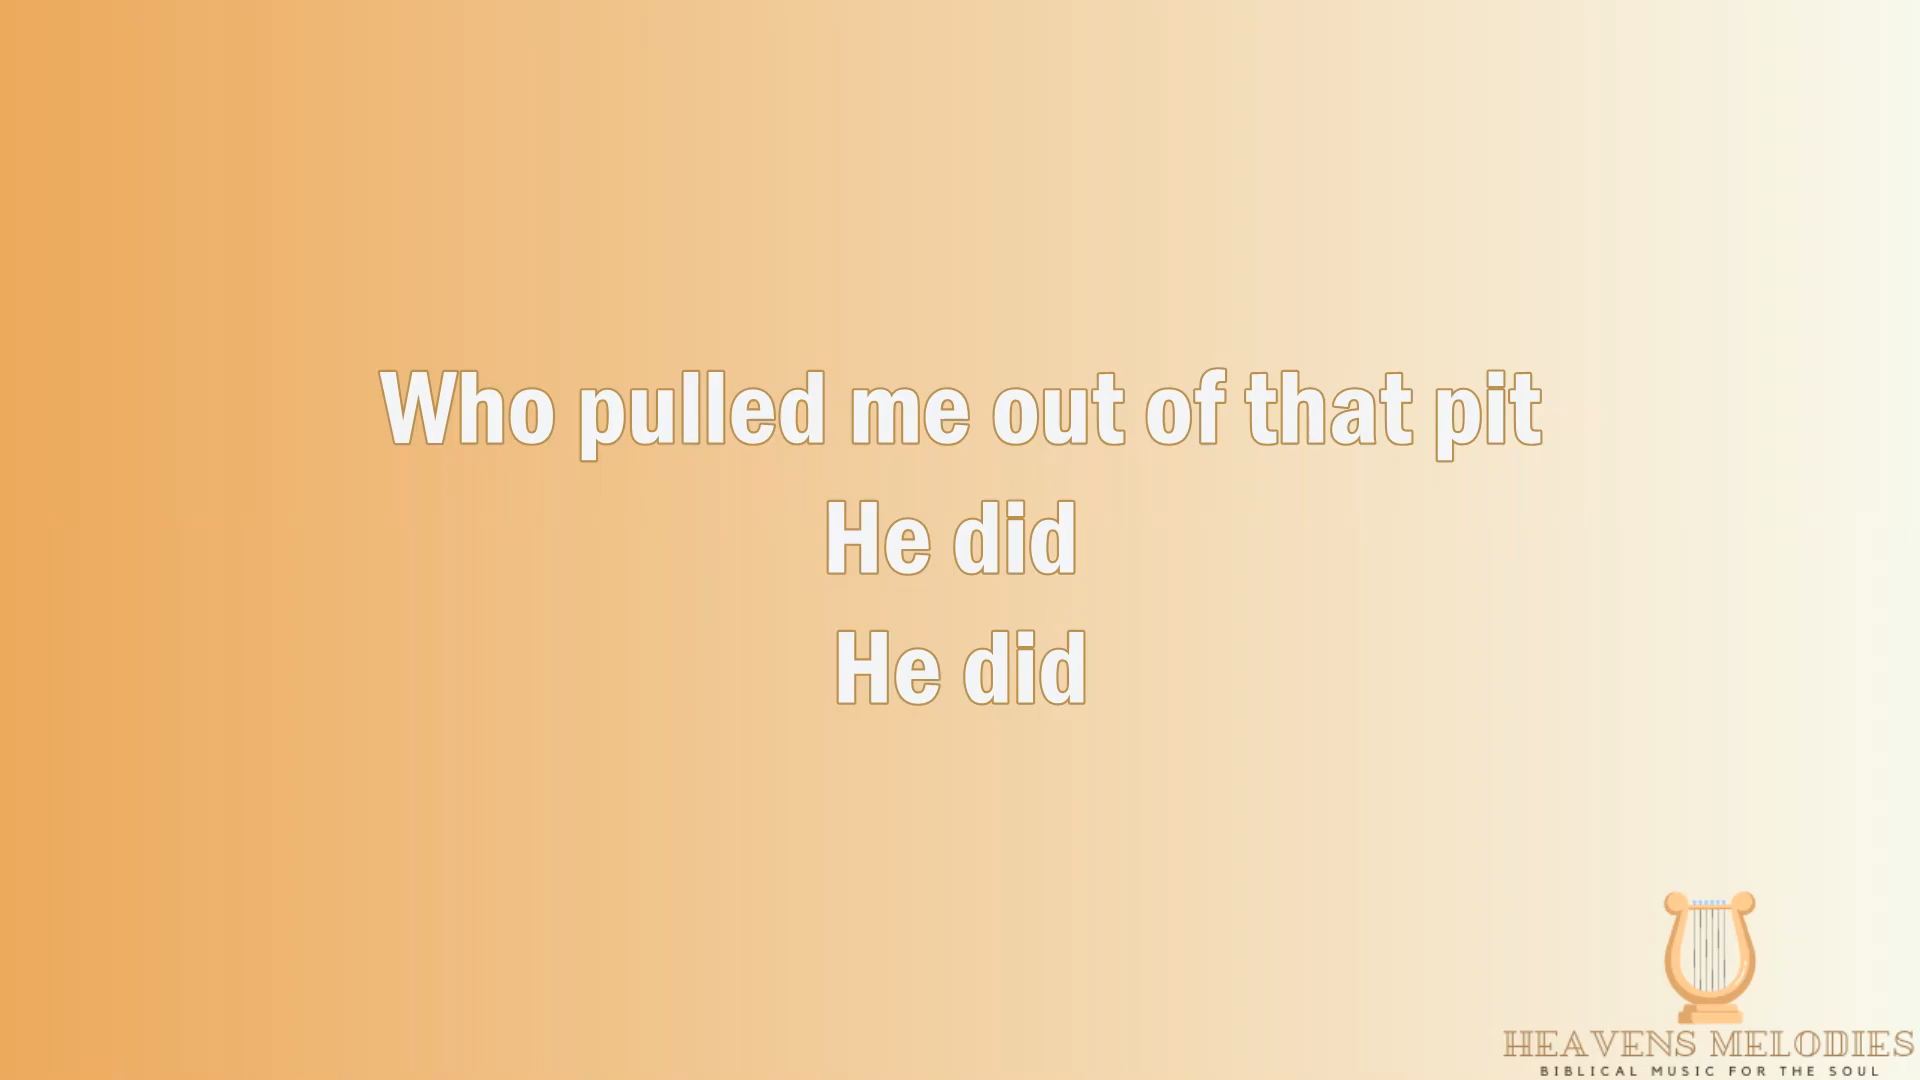 Who pulled me out of that pit
He did
He did
HEAVENS MELODIES
BIBLICAL MUSIC FOR THE SOUL